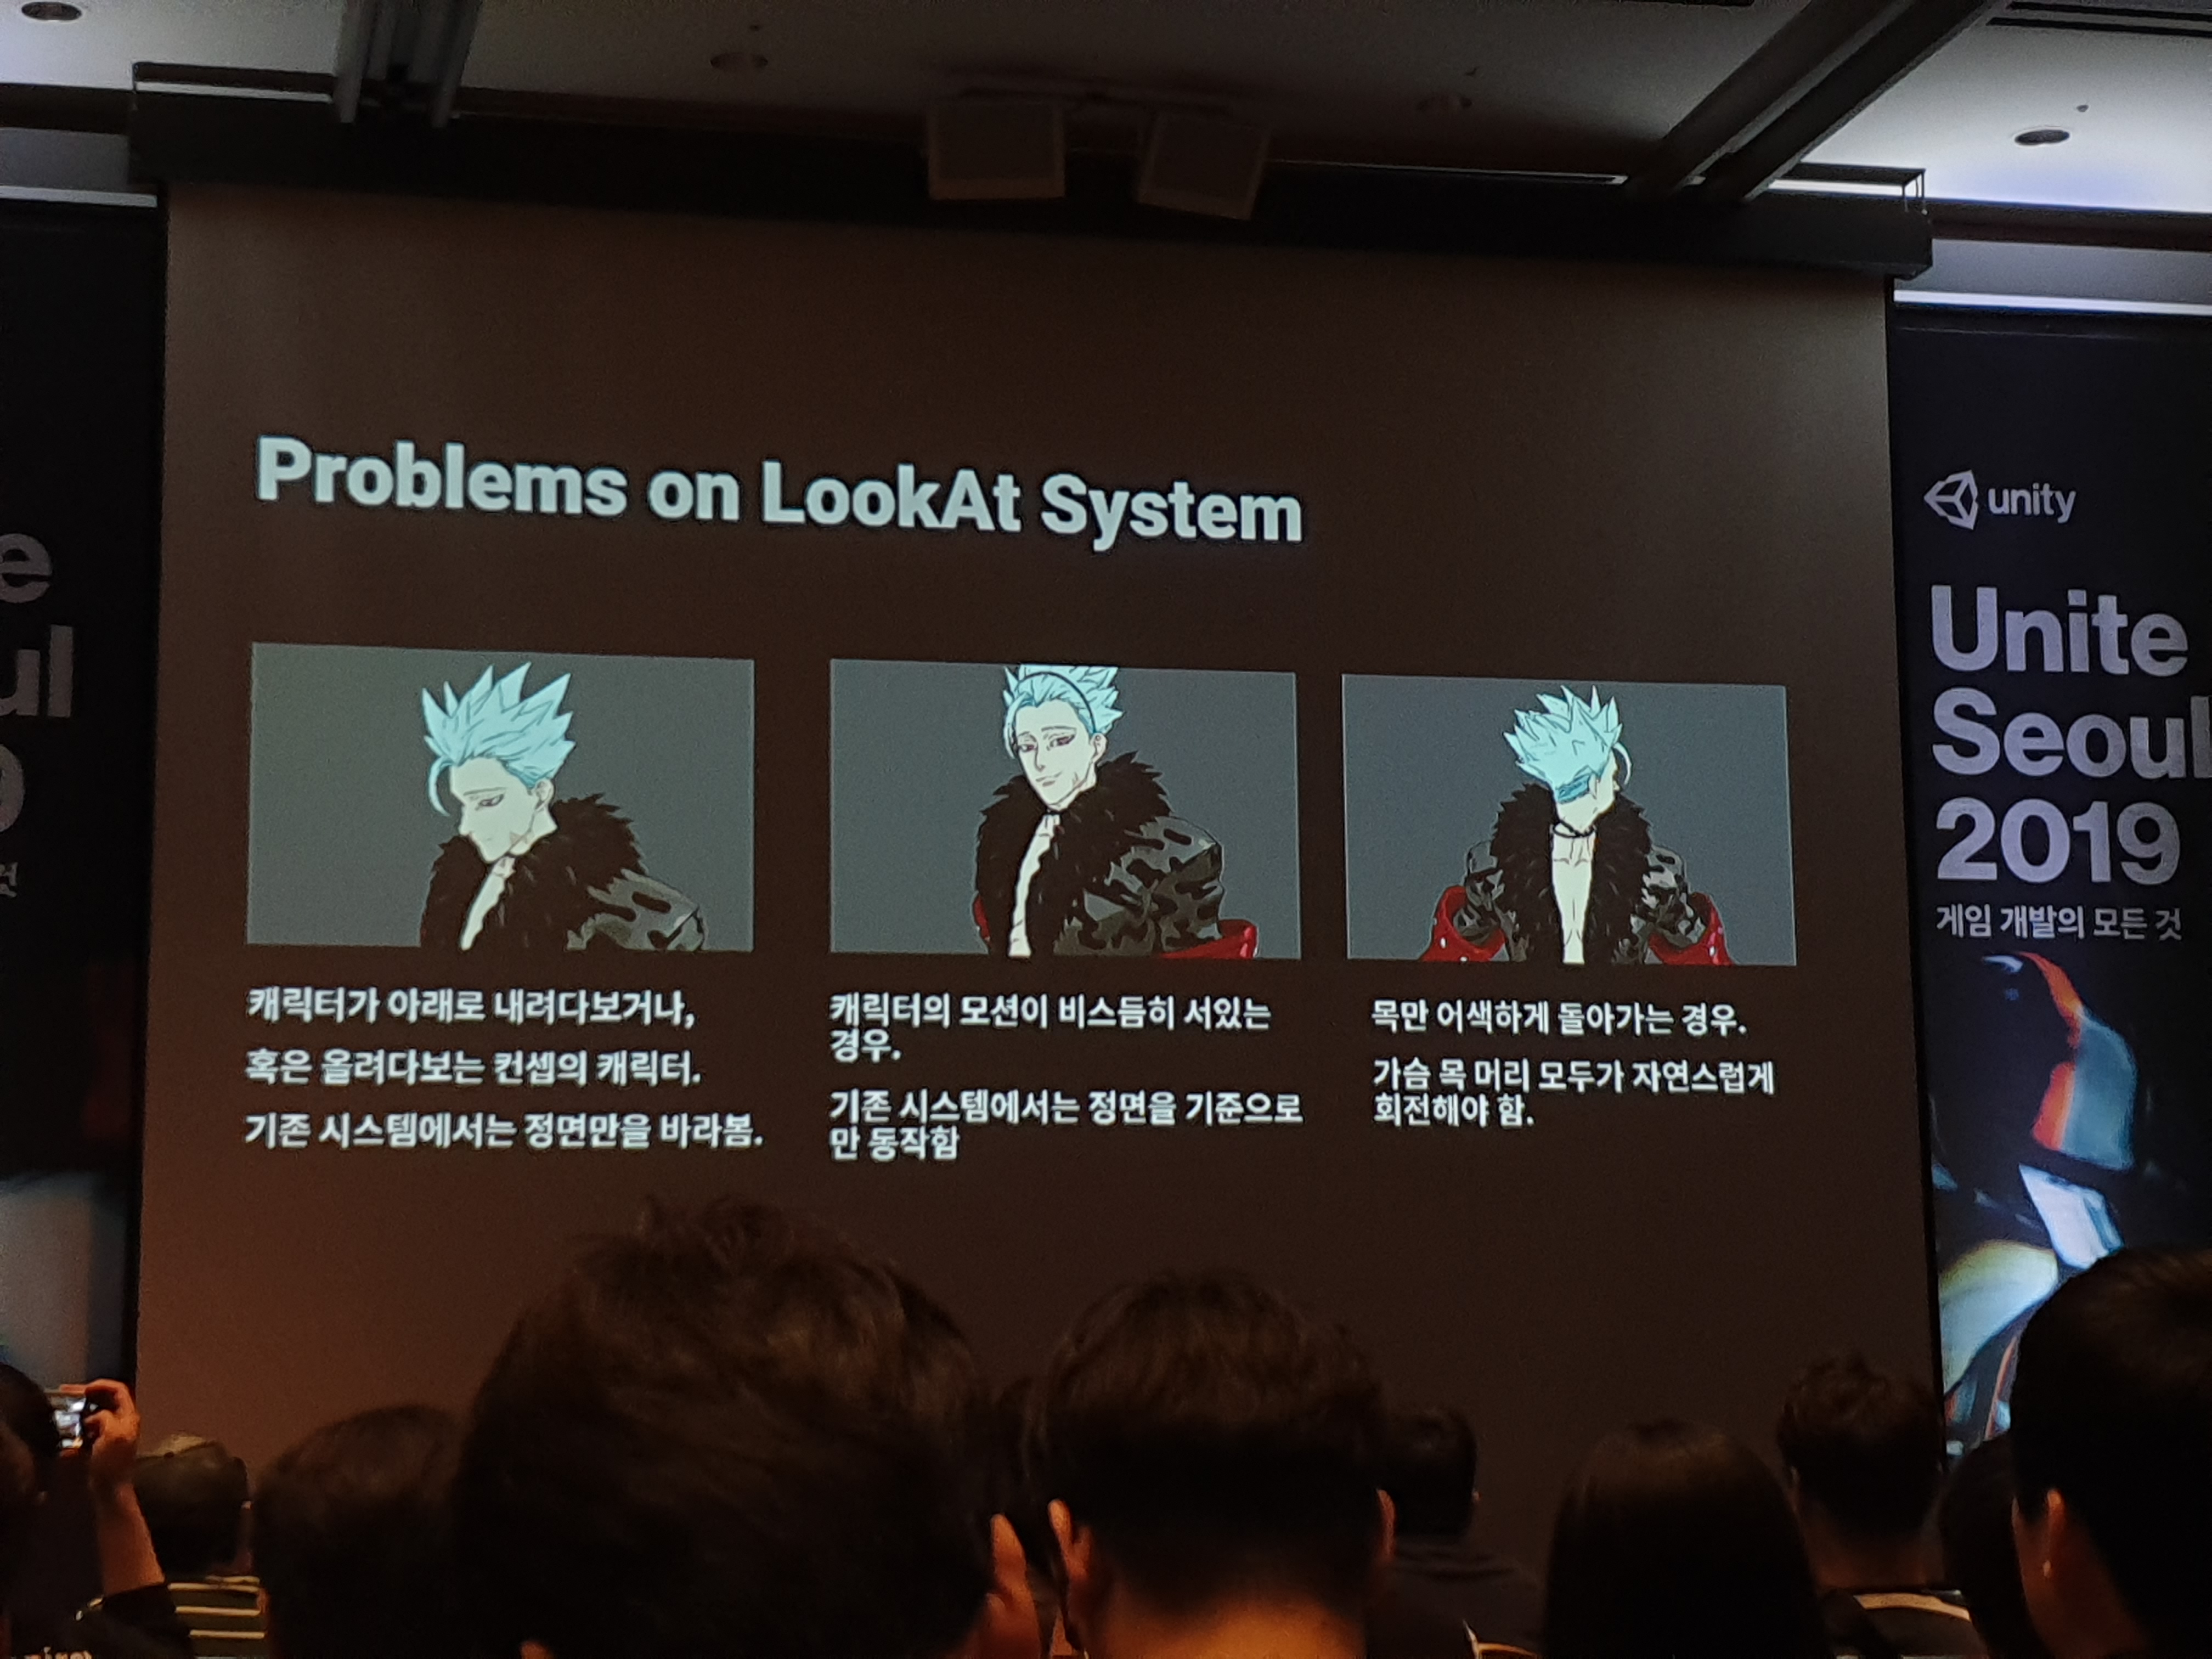 Problems on LookAt System
캐릭터가 아래로 내려다보거나,
혹은 올려다보는 컨셉의 캐릭터.
기존 시스템에서는 정면만을 바라봄.
캐릭터의 모션이 비스듬히 서있는
경우.
기존 시스템에서는 정면을 기준으로
만 동작함
목만 어색하게 돌아가는 경우.
가슴 목 머리 모두가 자연스럽게
회전해야 함.
unity
Unite
Seoul
2019
게임 개발의 모든 것
e
ul
9
것